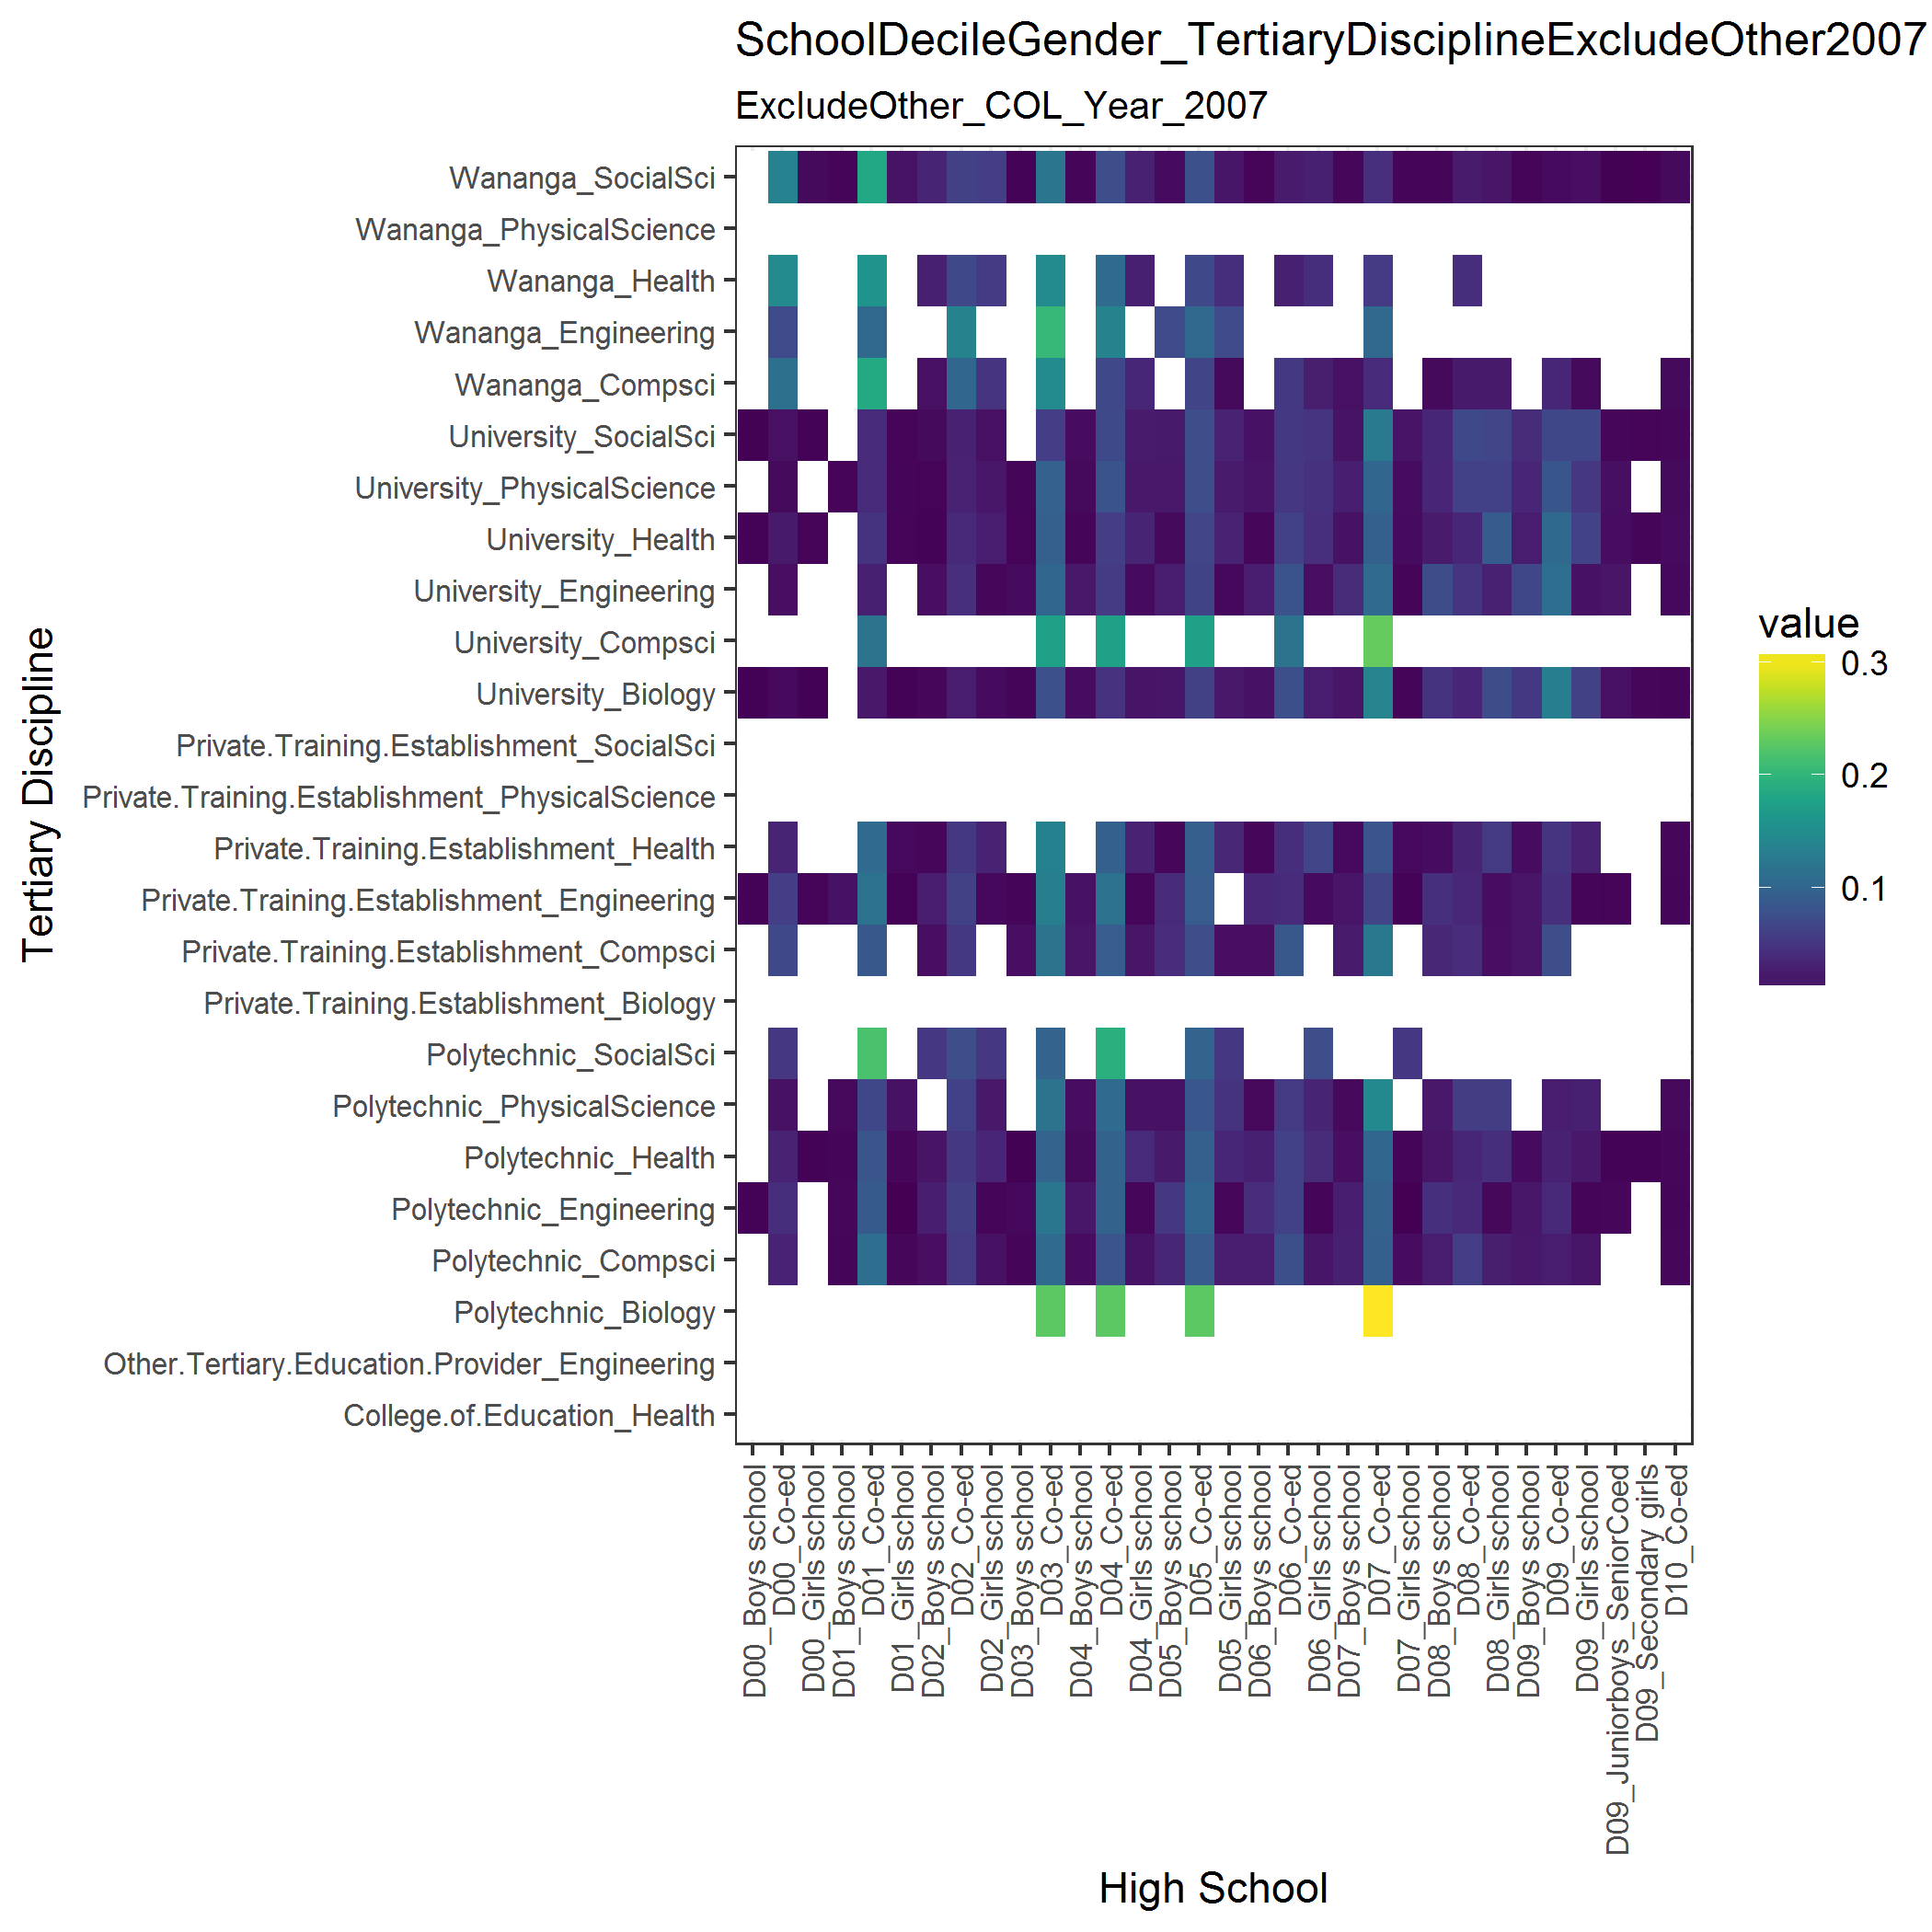 SchoolDecileGender_TertiaryDisciplineExcludeOther2007
ExcludeOther_COL_Year_2007
Tertiary Discipline
Wananga_SocialSci
Wananga_PhysicalScience
Wananga_Health
Wananga_Engineering
Wananga_Compsci
University_SocialSci
University_PhysicalScience
University_Health
University_Engineering
University_Compsci
University_Biology
Private.Training.Establishment_SocialSci
Private.Training.Establishment_PhysicalScience
Private.Training.Establishment_Health
Private.Training.Establishment_Engineering
Private.Training.Establishment_Compsci
Private.Training.Establishment_Biology
Polytechnic_SocialSci
Polytechnic_PhysicalScience
Polytechnic_Health
Polytechnic_Engineering
Polytechnic_Compsci
Polytechnic_Biology
Other.Tertiary.Education.Provider_Engineering
College.of.Education_Health
D00_Boys school
D00_Co-ed
D00_Girls school
D01_Boys school
D01_Co-ed
D01_Girls school
D02_Boys school
D02_Co-ed
D02_Girls school
D03_Boys school
D03_Co-ed
D04_Boys school
D04_Co-ed
D04_Girls school
D05_Boys school
D05_Co-ed
D05_Girls school
D06_Boys school
D06_Co-ed
D06_Girls school
D07_Boys school
D07_Co-ed
D07_Girls school
D08_Boys school
D08_Co-ed
D08_Girls school
D09_Boys school
D09_Co-ed
D09_Girls school
D09_Juniorboys_SeniorCoed
D09_Secondary girls
D10_Co-ed
High School
value
0.3
0.2
0.1